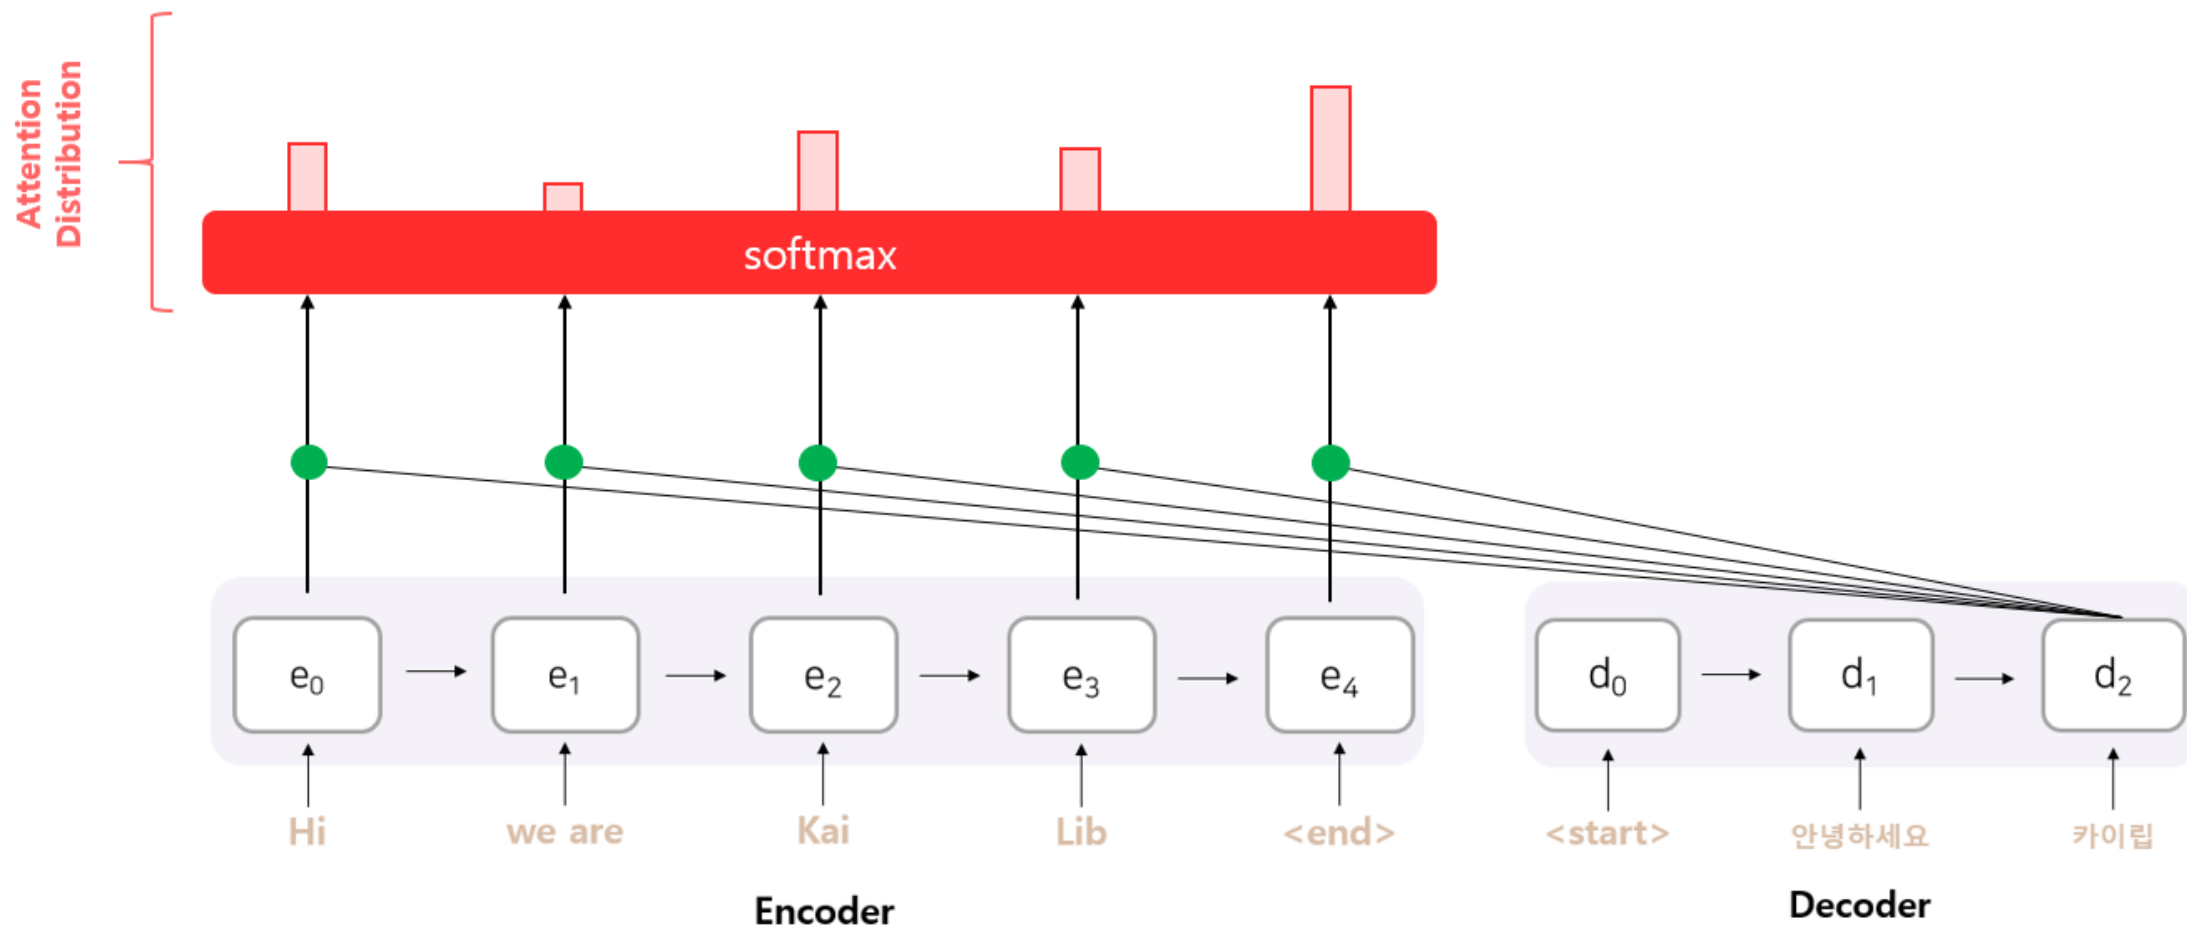 Attention
Distribution
softmax
e₀ e₁ e₂ e₃ e₄ d₀ d₁ d₂
Hi we are Kai Lib <end> <start> 안녕하세요 카이립
Encoder Decoder